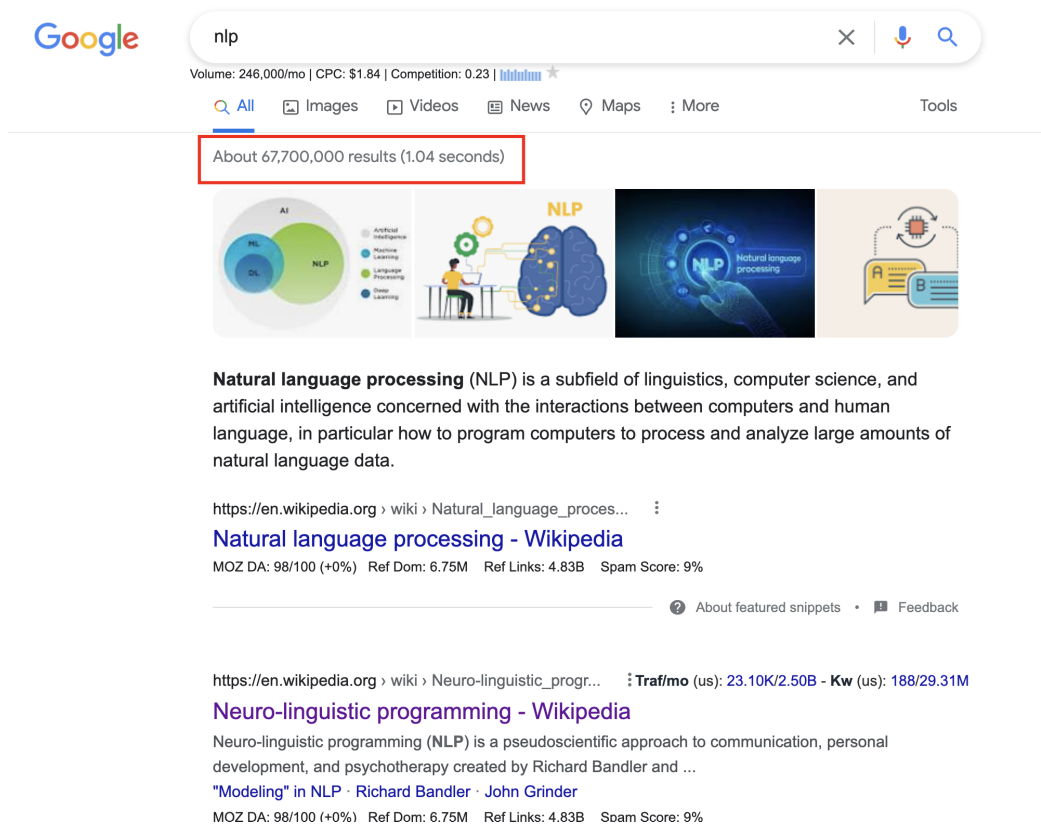 Google
nlp
Volume: 246,000/mo | CPC: $1.84 | Competition: 0.23 |
All Images Videos News Maps More Tools
About 67,700,000 results (1.04 seconds)
AI
ML
DL
NLP
Artificial Intelligence
Machine Learning
Language Processing
Deep Learning
NLP
NLP
Natural language
processing
A
B
Natural language processing (NLP) is a subfield of linguistics, computer science, and
artificial intelligence concerned with the interactions between computers and human
language, in particular how to program computers to process and analyze large amounts of
natural language data.
https://en.wikipedia.org › wiki › Natural_language_proces...
Natural language processing - Wikipedia
MOZ DA: 98/100 (+0%) Ref Dom: 6.75M Ref Links: 4.83B Spam Score: 9%
About featured snippets • Feedback
https://en.wikipedia.org › wiki › Neuro-linguistic_progr... Traf/mo (us): 23.10K/2.50B - Kw (us): 188/29.31M
Neuro-linguistic programming - Wikipedia
Neuro-linguistic programming (NLP) is a pseudoscientific approach to communication, personal
development, and psychotherapy created by Richard Bandler and ...
"Modeling" in NLP · Richard Bandler · John Grinder
MOZ DA: 98/100 (+0%) Ref Dom: 6.75M Ref Links: 4.83B Spam Score: 9%